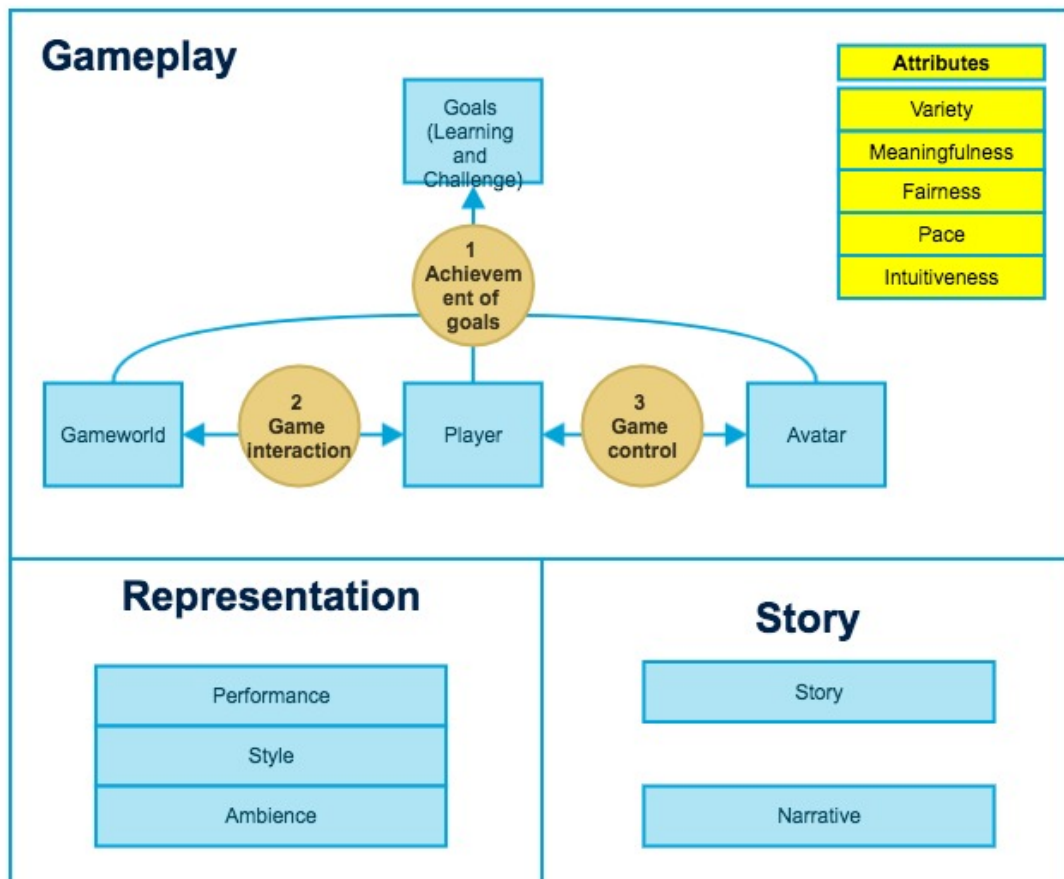 Gameplay
Attributes
Variety
Meaningfulness
Fairness
Pace
Intuitiveness
Goals
(Learning
and
Challenge)
1
Achievem
ent of
goals
Gameworld
2
Game
interaction
Player
3
Game
control
Avatar
Representation
Performance
Style
Ambience
Story
Story
Narrative